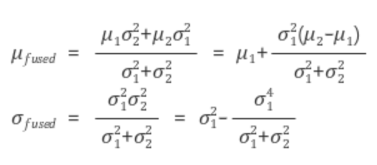 μ_fused = (μ₁σ₂²+μ₂σ₁²)/(σ₁²+σ₂²) = μ₁+ σ₁²(μ₂–μ₁)/(σ₁²+σ₂²)
σ_fused = σ₁²σ₂²/(σ₁²+σ₂²) = σ₁²– σ₁⁴/(σ₁²+σ₂²)